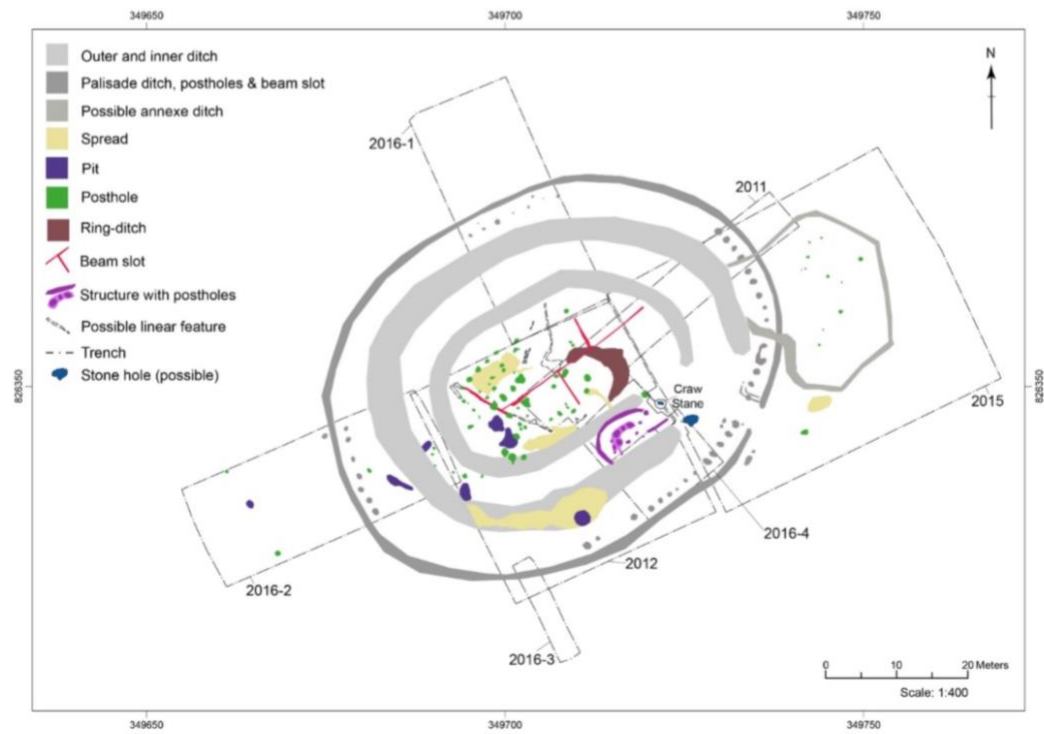 349650
349700
349750
Outer and inner ditch
Palisade ditch, postholes & beam slot
Possible annexe ditch
Spread
Pit
Posthole
Ring-ditch
Beam slot
Structure with postholes
Possible linear feature
Trench
Stone hole (possible)
N
2016-1
2011
826350
826350
Craw
Stane
2015
2016-4
2012
2016-2
2016-3
0 10 20 Meters
Scale: 1:400
349650
349700
349750